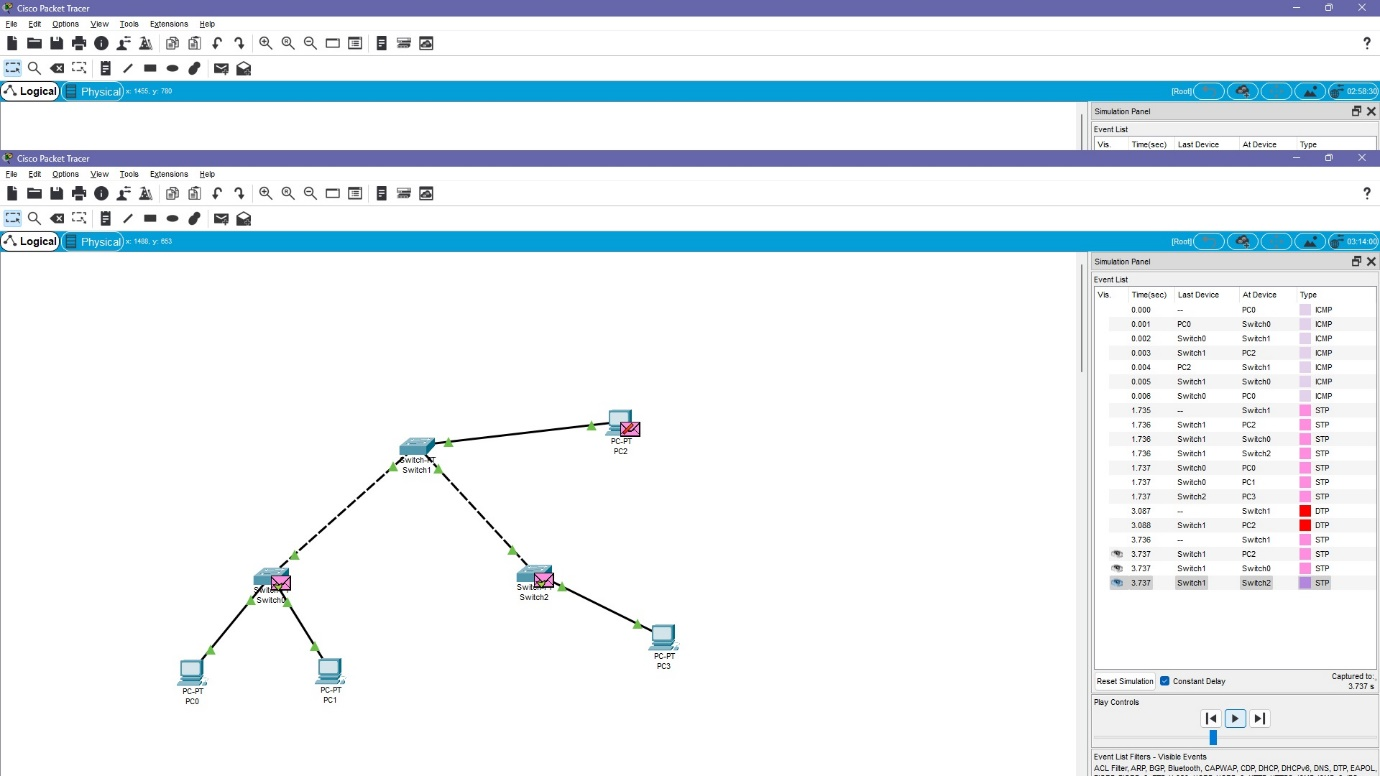 Cisco Packet Tracer
File Edit Options View Tools Extensions Help
?
Logical Physical x: 1455, y: 780 [Root] 02:58:30
Simulation Panel
Event List
Vis. Time(sec) Last Device At Device Type
Cisco Packet Tracer
File Edit Options View Tools Extensions Help
?
Logical Physical x: 1488, y: 653 [Root] 03:14:00
Simulation Panel
Event List
Vis. Time(sec) Last Device At Device Type
0.000 -- PC0 ICMP
0.001 PC0 Switch0 ICMP
0.002 Switch0 Switch1 ICMP
0.003 Switch1 PC2 ICMP
0.004 PC2 Switch1 ICMP
0.005 Switch1 Switch0 ICMP
0.006 Switch0 PC0 ICMP
1.735 -- Switch1 STP
1.736 Switch1 PC2 STP
1.736 Switch1 Switch0 STP
1.736 Switch1 Switch2 STP
1.737 Switch0 PC0 STP
1.737 Switch0 PC1 STP
1.737 Switch2 PC3 STP
3.087 -- Switch1 DTP
3.088 Switch1 PC2 DTP
3.736 -- Switch1 STP
3.737 Switch1 PC2 STP
3.737 Switch1 Switch0 STP
3.737 Switch1 Switch2 STP
PC-PT
PC2
Switch-PT
Switch1
Switch0
Switch2
PC-PT
PC3
PC-PT
PC0
PC-PT
PC1
Reset Simulation Constant Delay Captured to:
3.737 s
Play Controls
Event List Filters - Visible Events
ACL Filter, ARP, BGP, Bluetooth, CAPWAP, CDP, DHCP, DHCPv6, DNS, DTP, EAPOL,